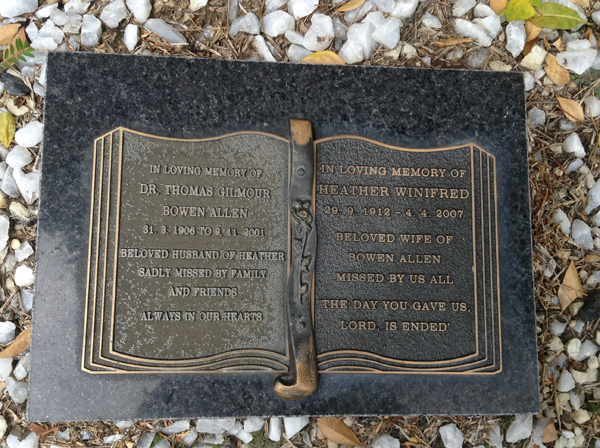 IN LOVING MEMORY OF
DR. THOMAS GILMOUR
BOWEN ALLEN
31. 3. 1906 TO 9. 11. 2001
BELOVED HUSBAND OF HEATHER
SADLY MISSED BY FAMILY
AND FRIENDS
ALWAYS IN OUR HEARTS
IN LOVING MEMORY OF
HEATHER WINIFRED
29. 9. 1912 - 4. 4. 2007
BELOVED WIFE OF
BOWEN ALLEN
MISSED BY US ALL
'THE DAY YOU GAVE US,
LORD, IS ENDED'